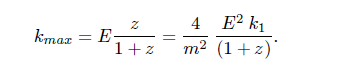 k_{max} = E \frac{z}{1+z} = \frac{4}{m^2} \frac{E^2 k_1}{(1+z)}.